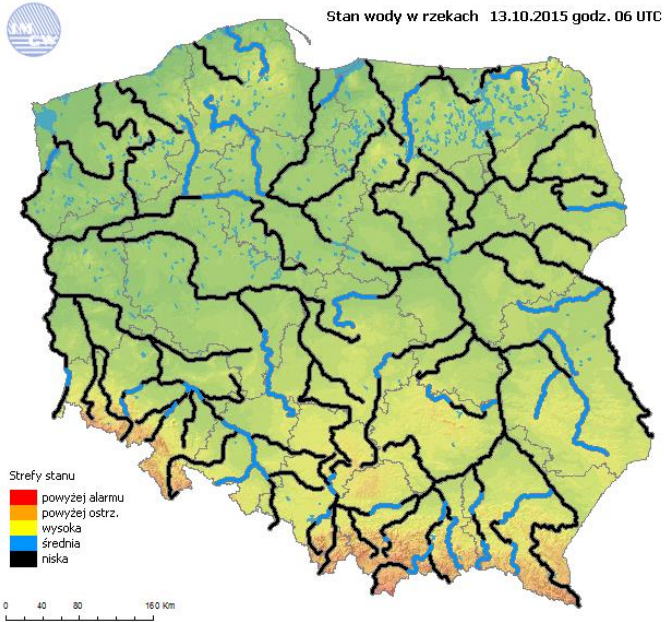 Stan wody w rzekach 13.10.2015 godz. 06 UTC
Strefy stanu
powyżej alarmu
powyżej ostrz.
wysoka
średnia
niska
0 40 80 160 Km